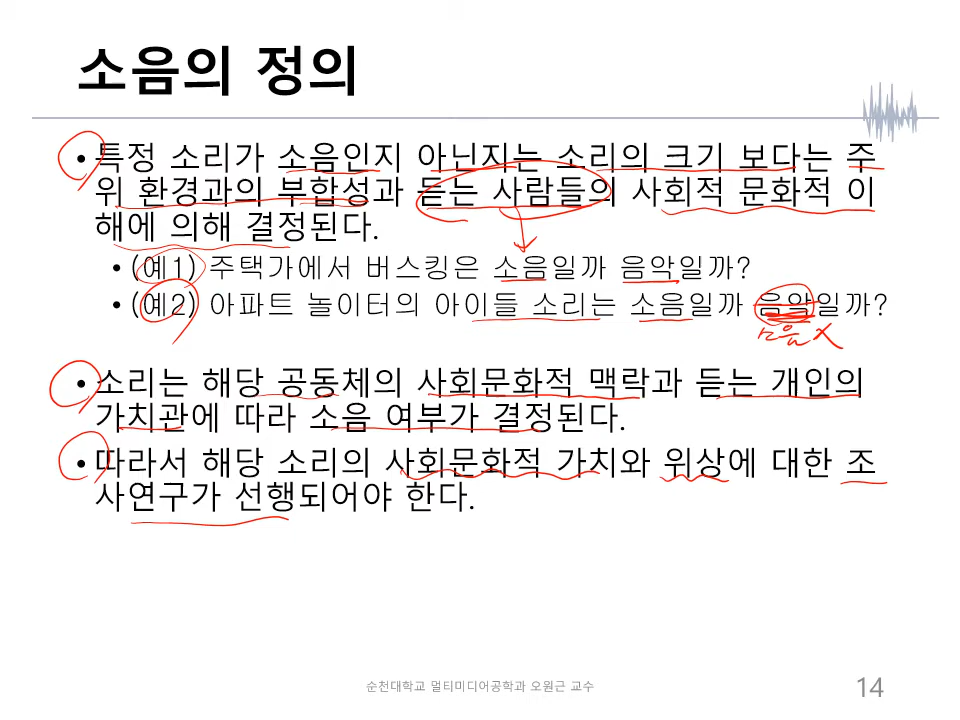 소음의 정의
• 특정 소리가 소음인지 아닌지는 소리의 크기 보다는 주
위 환경과의 부합성과 듣는 사람들의 사회적 문화적 이
해에 의해 결정된다.
• (예1) 주택가에서 버스킹은 소음일까 음악일까?
• (예2) 아파트 놀이터의 아이들 소리는 소음일까 음악일까?
소음 X
• 소리는 해당 공동체의 사회문화적 맥락과 듣는 개인의
가치관에 따라 소음 여부가 결정된다.
• 따라서 해당 소리의 사회문화적 가치와 위상에 대한 조
사연구가 선행되어야 한다.
순천대학교 멀티미디어공학과 오원근 교수
14